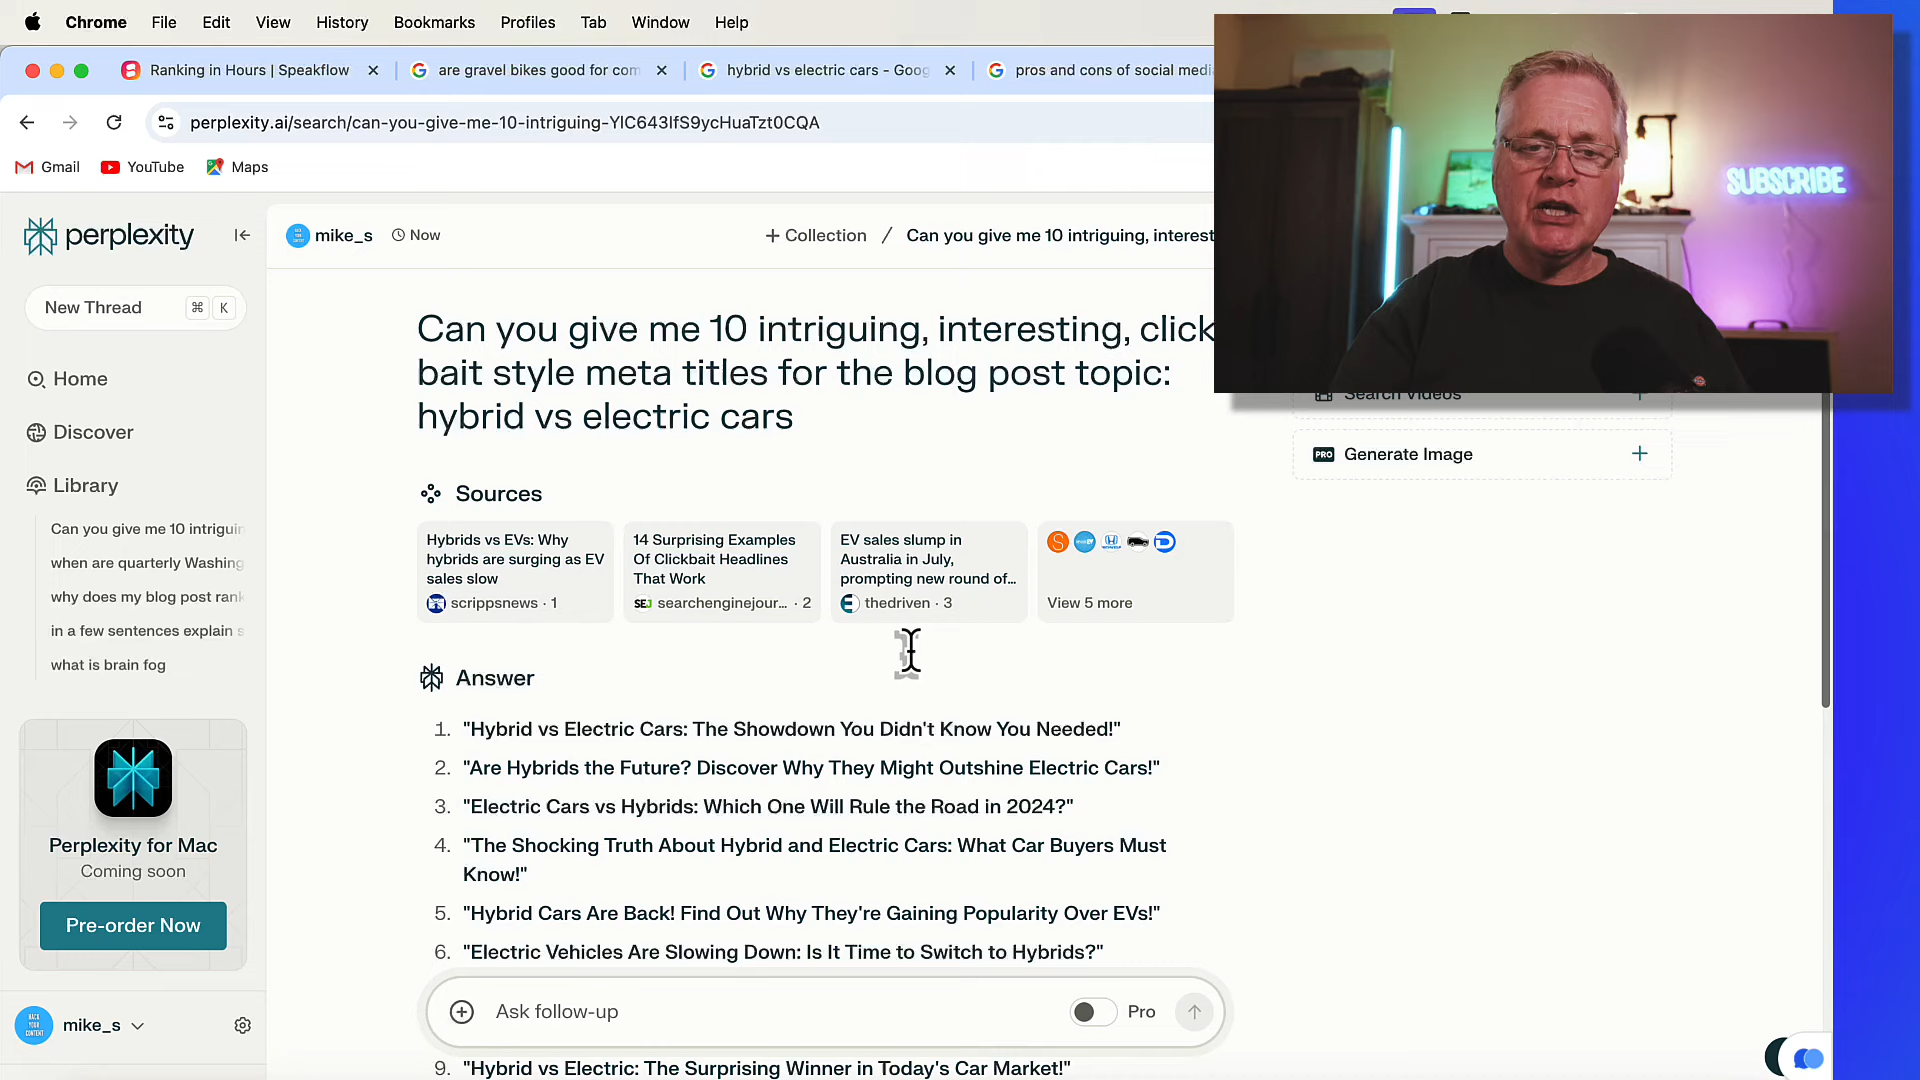 Chrome File Edit View History Bookmarks Profiles Tab Window Help
Ranking in Hours | Speakflow
are gravel bikes good for com
hybrid vs electric cars - Goog
pros and cons of social media
perplexity.ai/search/can-you-give-me-10-intriguing-YlC643IfS9ycHuaTzt0CQA
Gmail YouTube Maps
perplexity
mike_s Now
+ Collection / Can you give me 10 intriguing, interest
SUBSCRIBE
New Thread ⌘ K
Home
Discover
Library
Can you give me 10 intriguin
when are quarterly Washing
why does my blog post rank
in a few sentences explain s
what is brain fog
Perplexity for Mac
Coming soon
Pre-order Now
mike_s
Can you give me 10 intriguing, interesting, click
bait style meta titles for the blog post topic:
hybrid vs electric cars
Sources
Hybrids vs EVs: Why
hybrids are surging as EV
sales slow
scrippsnews · 1
14 Surprising Examples
Of Clickbait Headlines
That Work
SEJ searchenginejour... · 2
EV sales slump in
Australia in July,
prompting new round of...
thedriven · 3
View 5 more
Search Videos
PRO Generate Image
Answer
1. "Hybrid vs Electric Cars: The Showdown You Didn't Know You Needed!"
2. "Are Hybrids the Future? Discover Why They Might Outshine Electric Cars!"
3. "Electric Cars vs Hybrids: Which One Will Rule the Road in 2024?"
4. "The Shocking Truth About Hybrid and Electric Cars: What Car Buyers Must
Know!"
5. "Hybrid Cars Are Back! Find Out Why They're Gaining Popularity Over EVs!"
6. "Electric Vehicles Are Slowing Down: Is It Time to Switch to Hybrids?"
Ask follow-up
Pro
9. "Hybrid vs Electric: The Surprising Winner in Today's Car Market!"